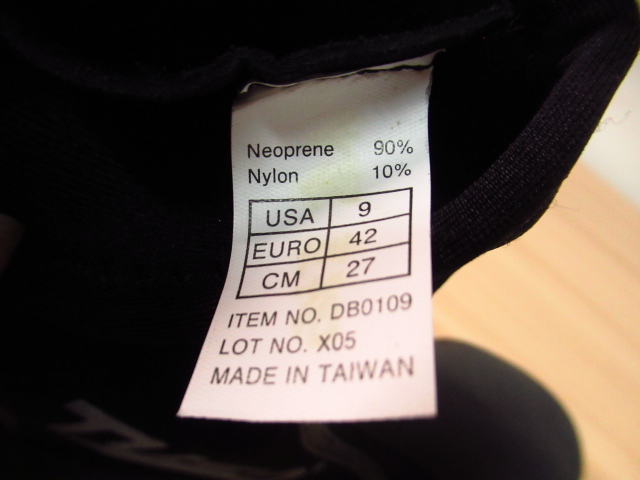 Neoprene 90%
Nylon 10%
USA 9
EURO 42
CM 27
ITEM NO. DB0109
LOT NO. X05
MADE IN TAIWAN